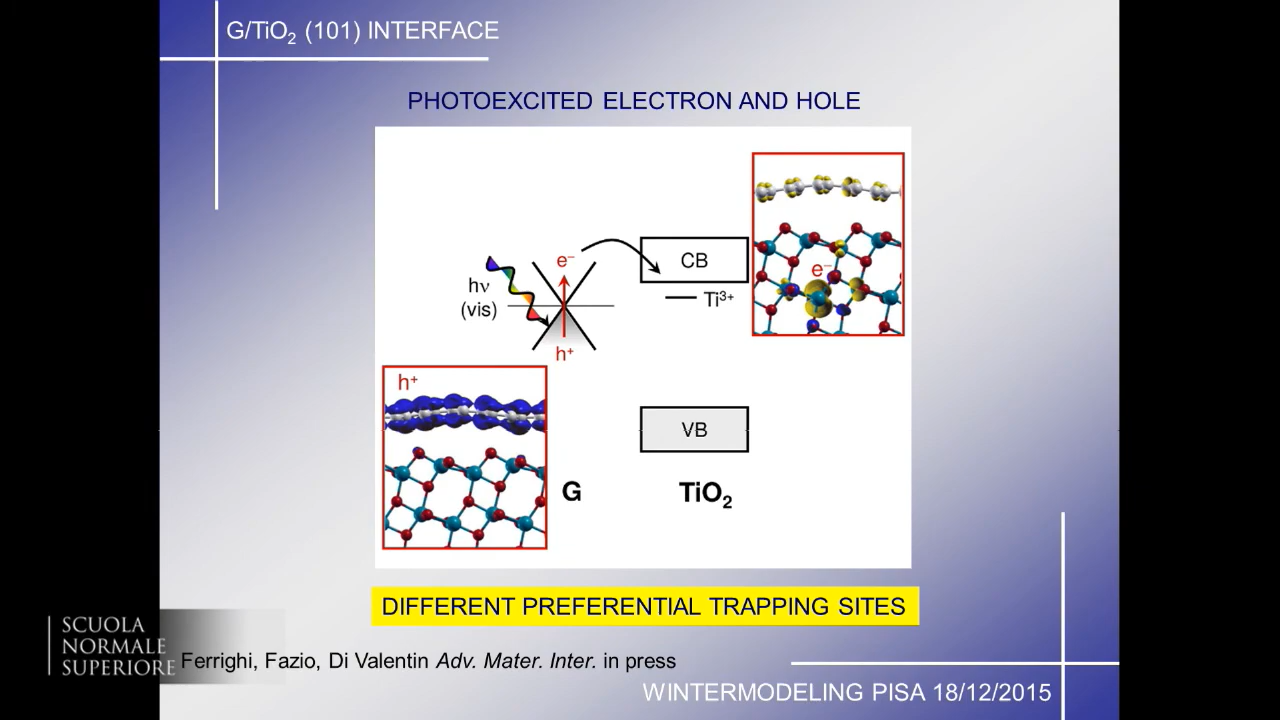 G/TiO₂ (101) INTERFACE
PHOTOEXCITED ELECTRON AND HOLE
e⁻
CB
e⁻
hν
(vis)
Ti³⁺
h⁺
h⁺
VB
G
TiO₂
DIFFERENT PREFERENTIAL TRAPPING SITES
SCUOLA
NORMALE
SUPERIORE
Ferrighi, Fazio, Di Valentin Adv. Mater. Inter. in press
WINTERMODELING PISA 18/12/2015